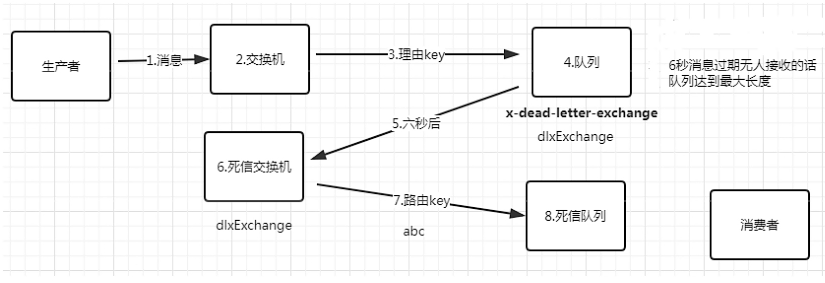 生产者
1.消息
2.交换机
3.理由key
4.队列
6秒消息过期无人接收的话
队列达到最大长度
x-dead-letter-exchange
dlxExchange
5.六秒后
6.死信交换机
dlxExchange
7.路由key
abc
8.死信队列
消费者